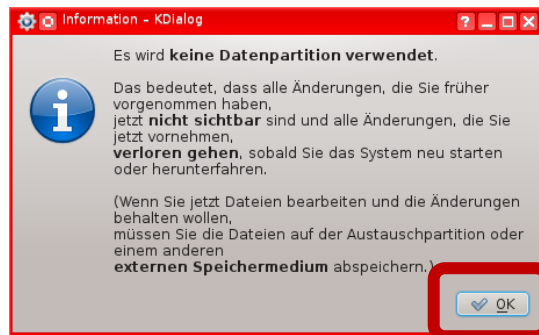 Information – KDialog
Es wird keine Datenpartition verwendet.
Das bedeutet, dass alle Änderungen, die Sie früher
vorgenommen haben,
jetzt nicht sichtbar sind und alle Änderungen, die Sie
jetzt vornehmen,
verloren gehen, sobald Sie das System neu starten
oder herunterfahren.
(Wenn Sie jetzt Dateien bearbeiten und die Änderungen
behalten wollen,
müssen Sie die Dateien auf der Austauschpartition oder
einem anderen
externen Speichermedium abspeichern.)
OK